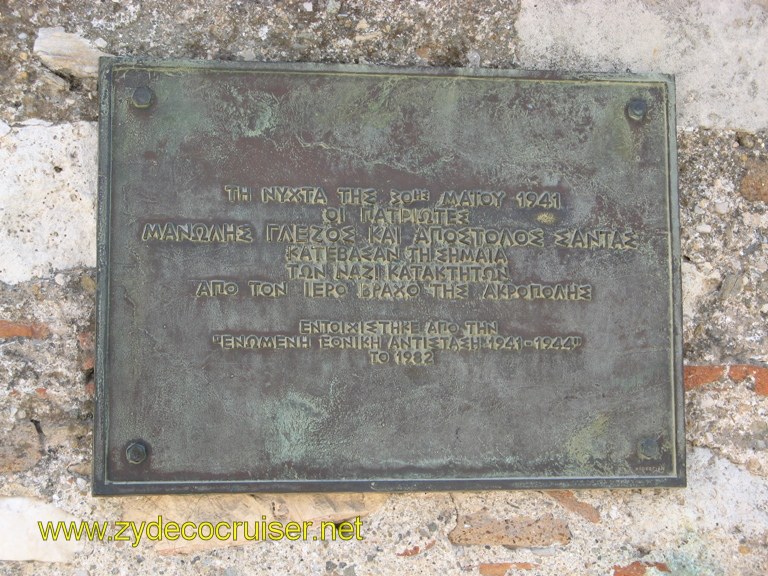 ΤΗ ΝΥΧΤΑ ΤΗΣ 30ΗΣ ΜΑΪΟΥ 1941
ΟΙ ΠΑΤΡΙΩΤΕΣ
ΜΑΝΩΛΗΣ ΓΛΕΖΟΣ ΚΑΙ ΑΠΟΣΤΟΛΟΣ ΣΑΝΤΑΣ
ΚΑΤΕΒΑΣΑΝ ΤΗ ΣΗΜΑΙΑ
ΤΩΝ ΝΑΖΙ ΚΑΤΑΚΤΗΤΩΝ
ΑΠΟ ΤΟΝ ΙΕΡΟ ΒΡΑΧΟ ΤΗΣ ΑΚΡΟΠΟΛΗΣ
ΕΝΤΟΙΧΙΣΤΗΚΕ ΑΠΟ ΤΗΝ
"ΕΝΩΜΕΝΗ ΕΘΝΙΚΗ ΑΝΤΙΣΤΑΣΗ 1941-1944"
ΤΟ 1982
www.zydecocruiser.net